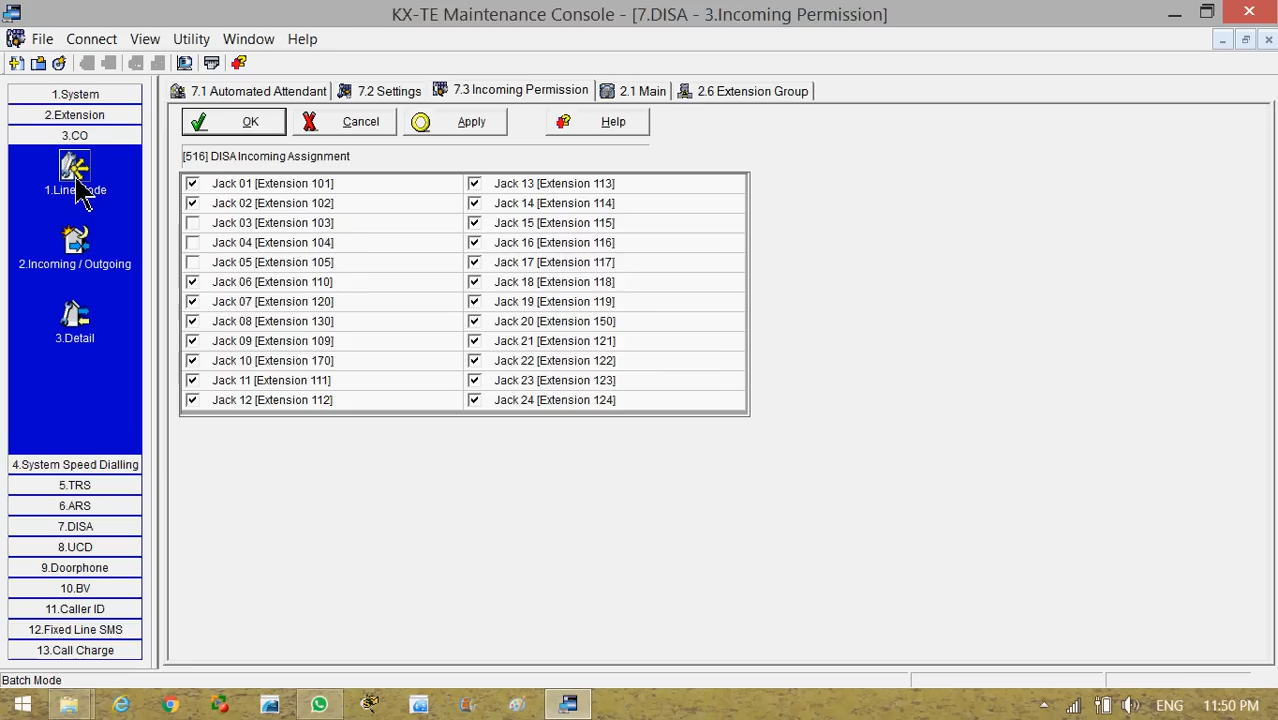 KX-TE Maintenance Console - [7.DISA - 3.Incoming Permission]
File Connect View Utility Window Help
1.System
2.Extension
3.CO
1.Line Mode
2.Incoming / Outgoing
3.Detail
4.System Speed Dialling
5.TRS
6.ARS
7.DISA
8.UCD
9.Doorphone
10.BV
11.Caller ID
12.Fixed Line SMS
13.Call Charge
7.1 Automated Attendant 7.2 Settings 7.3 Incoming Permission 2.1 Main 2.6 Extension Group
OK Cancel Apply Help
[516] DISA Incoming Assignment
Jack 01 [Extension 101] Jack 13 [Extension 113]
Jack 02 [Extension 102] Jack 14 [Extension 114]
Jack 03 [Extension 103] Jack 15 [Extension 115]
Jack 04 [Extension 104] Jack 16 [Extension 116]
Jack 05 [Extension 105] Jack 17 [Extension 117]
Jack 06 [Extension 110] Jack 18 [Extension 118]
Jack 07 [Extension 120] Jack 19 [Extension 119]
Jack 08 [Extension 130] Jack 20 [Extension 150]
Jack 09 [Extension 109] Jack 21 [Extension 121]
Jack 10 [Extension 170] Jack 22 [Extension 122]
Jack 11 [Extension 111] Jack 23 [Extension 123]
Jack 12 [Extension 112] Jack 24 [Extension 124]
Batch Mode
ENG 11:50 PM